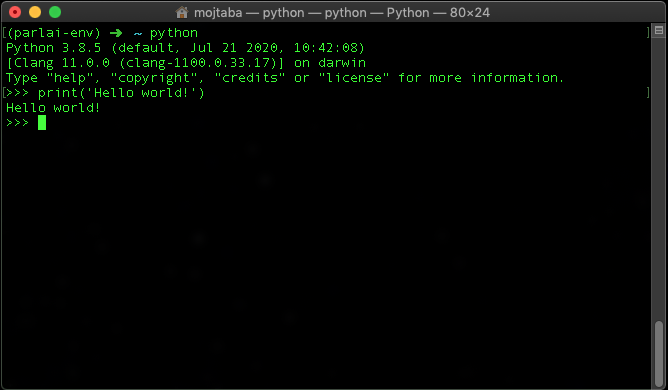 mojtaba — python — python — Python — 80×24
[(parlai-env) ➜  ~ python ]
Python 3.8.5 (default, Jul 21 2020, 10:42:08)
[Clang 11.0.0 (clang-1100.0.33.17)] on darwin
Type "help", "copyright", "credits" or "license" for more information.
[>>> print('Hello world!') ]
Hello world!
>>>